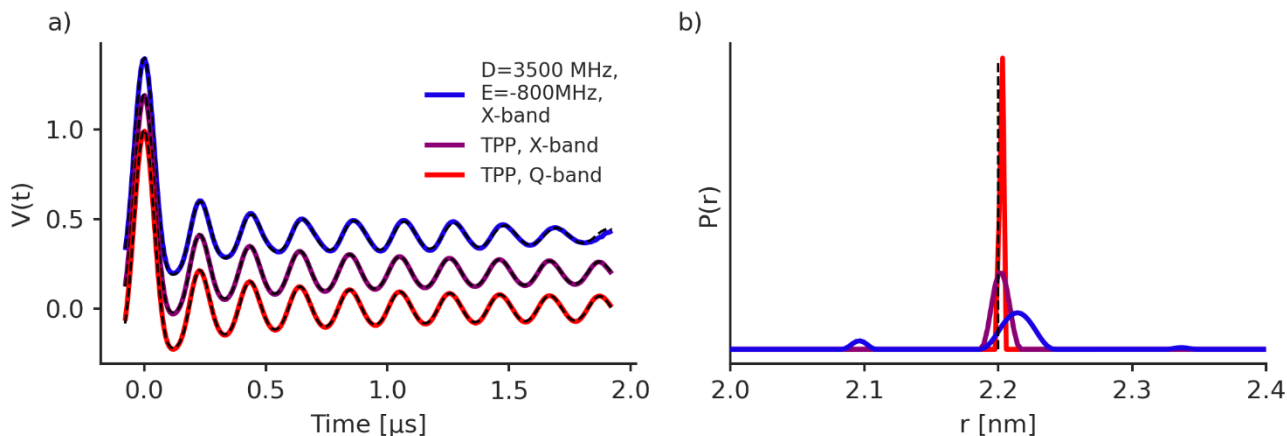 a)
V(t)
1.0
0.5
0.0
D=3500 MHz,
E=-800MHz,
X-band
TPP, X-band
TPP, Q-band
0.0 0.5 1.0 1.5 2.0
Time [μs]
b)
P(r)
2.0 2.1 2.2 2.3 2.4
r [nm]